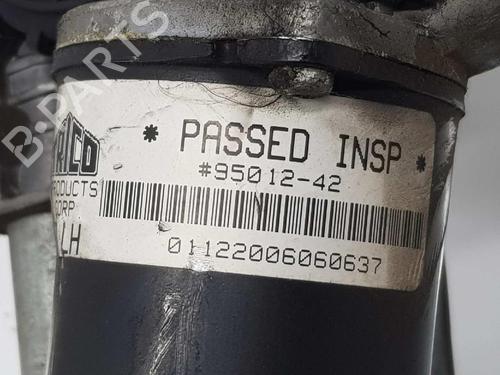 * PASSED INSP *
#95012-42
PRODUCTS
CORP
LH
01122006060637
B-PARTS